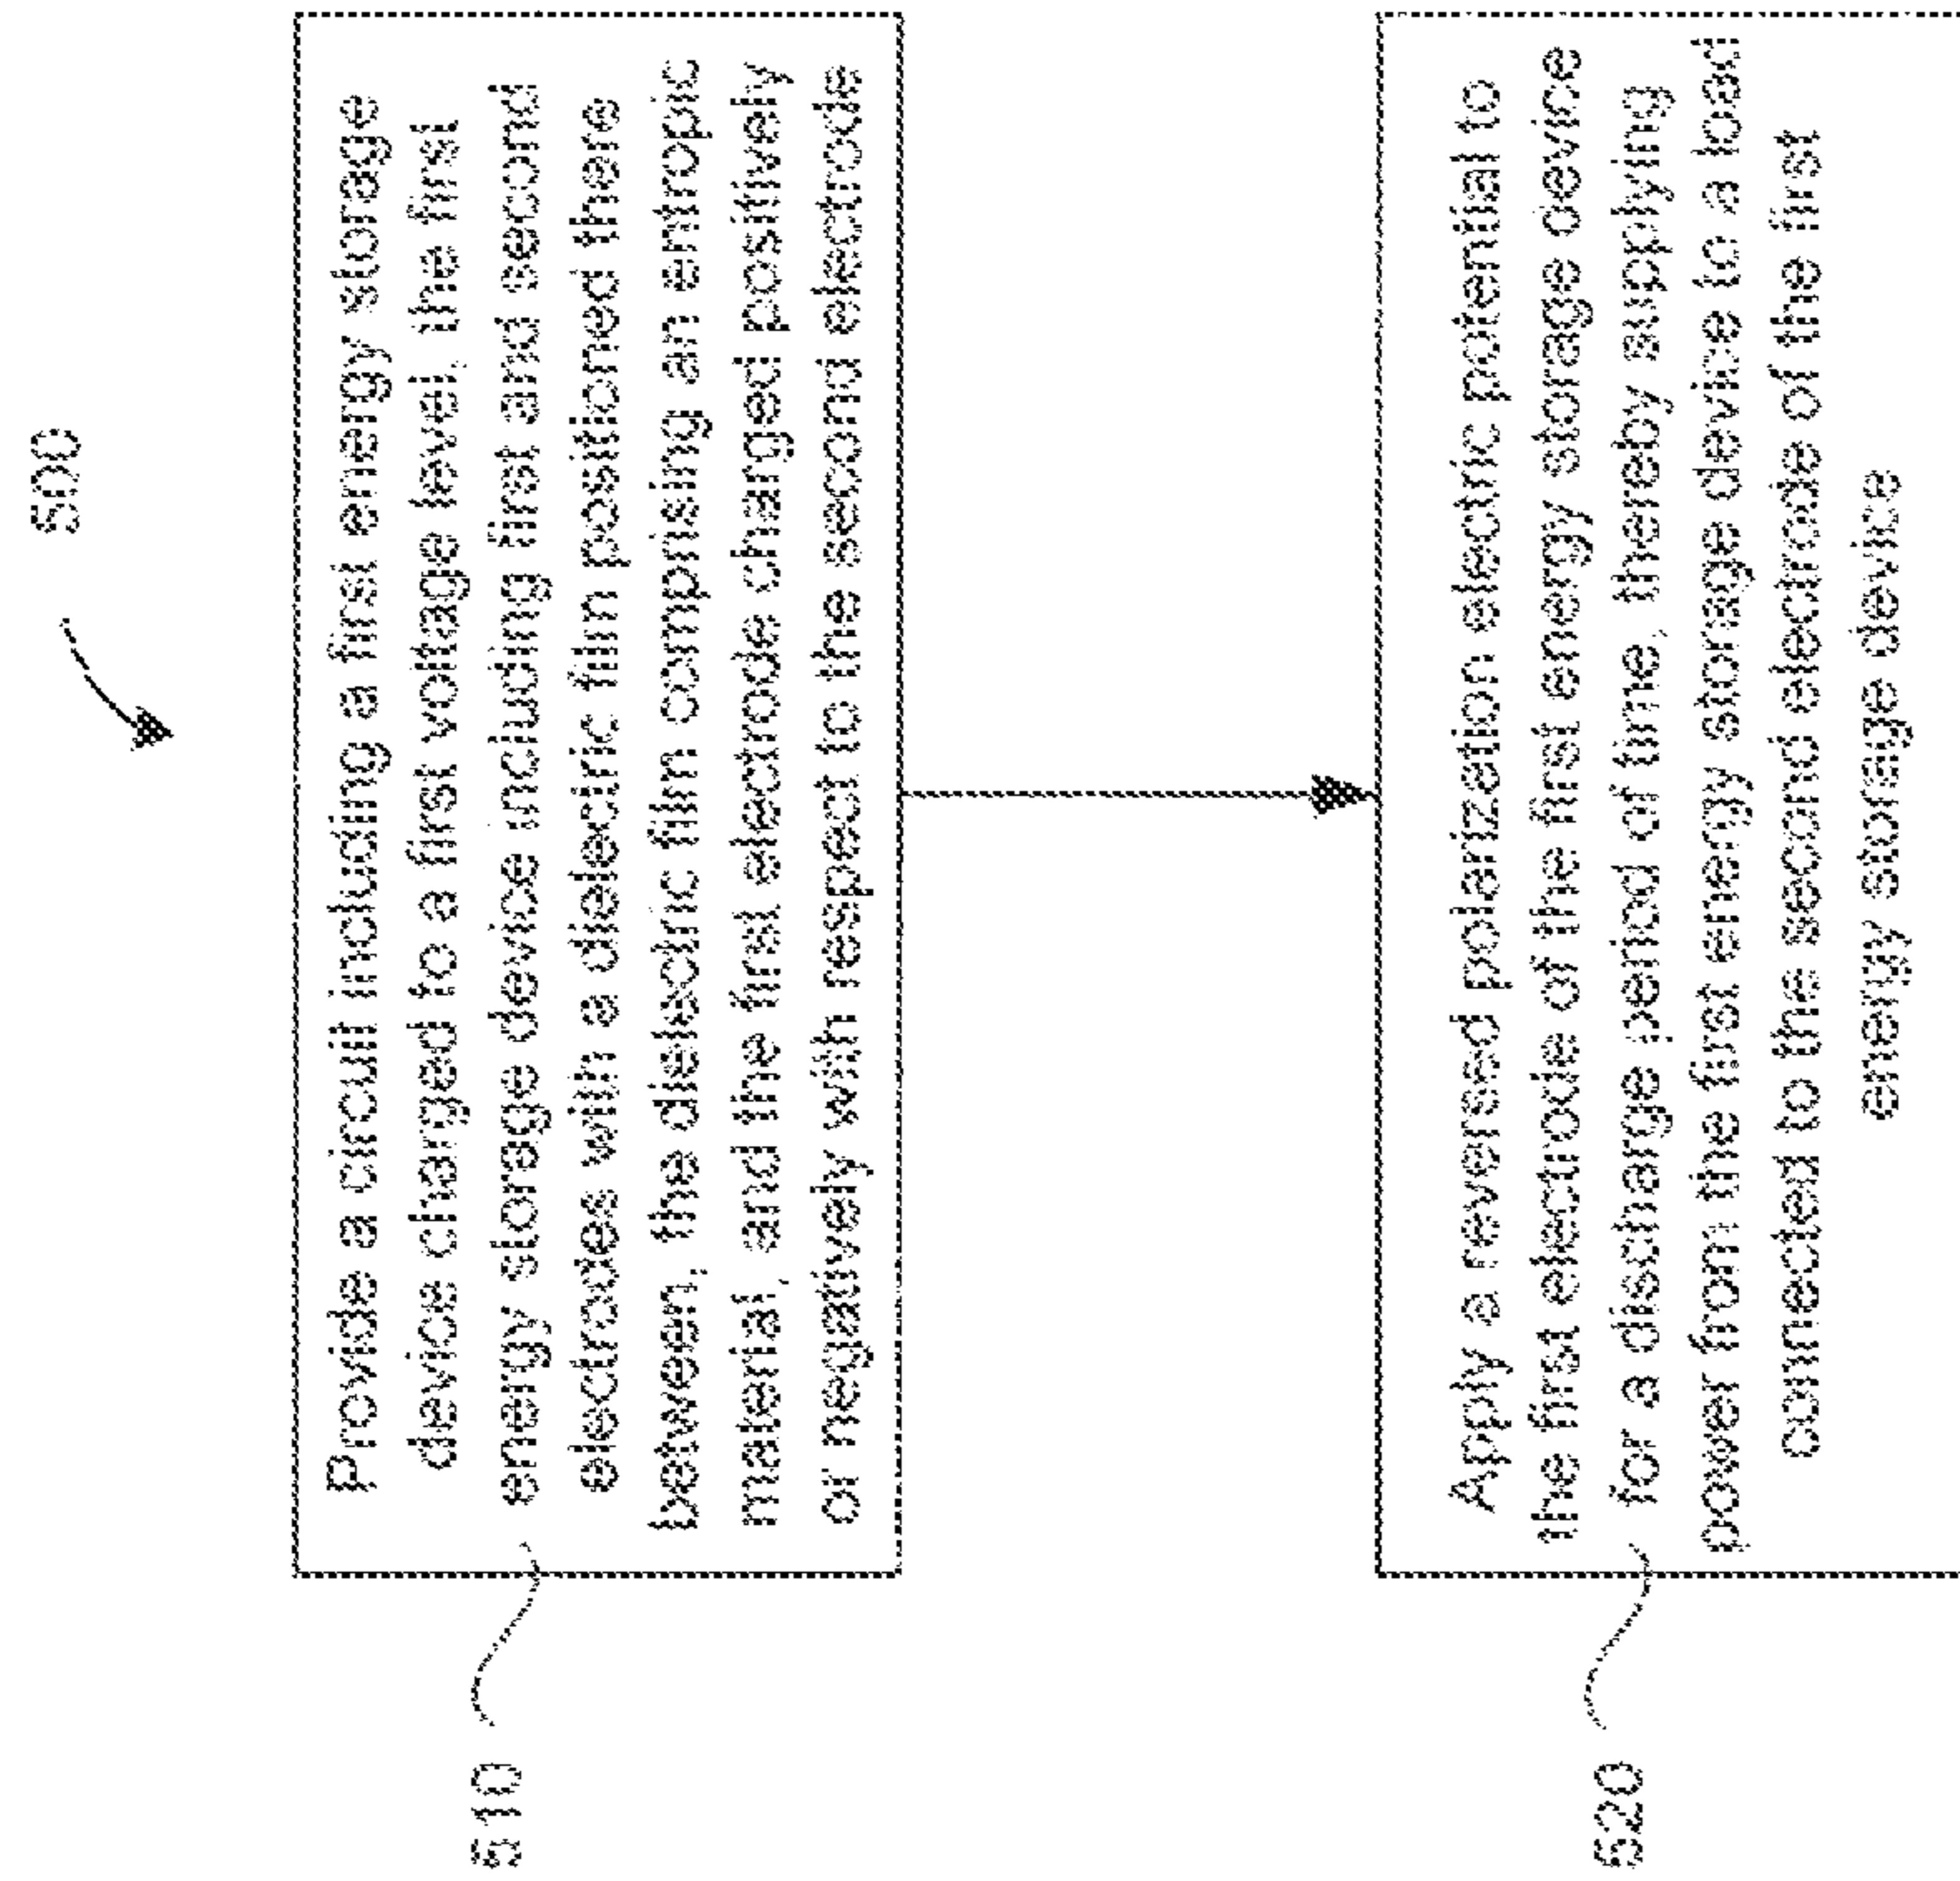 500
510
Provide a circuit including a first energy storage
device charged to a first voltage level, the first
energy storage device including first and second
electrodes with a dielectric film positioned there
between, the dielectric film comprising an entropic
material, and the first electrode charged positively
or negatively with respect to the second electrode
520
Apply a reversed polarization electric potential to
the first electrode of the first energy storage device
for a discharge period of time, thereby supplying
power from the first energy storage device to a load
connected to the second electrode of the first
energy storage device